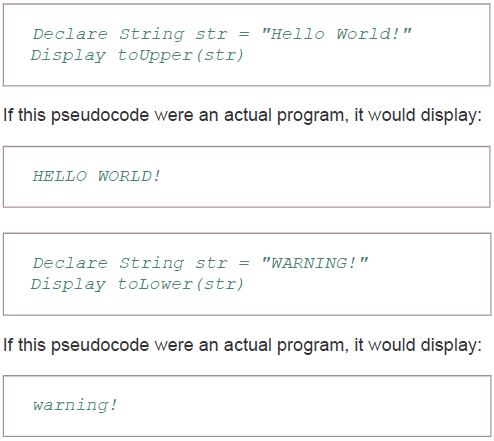 Declare String str = "Hello World!"
Display toUpper(str)
If this pseudocode were an actual program, it would display:
HELLO WORLD!
Declare String str = "WARNING!"
Display toLower(str)
If this pseudocode were an actual program, it would display:
warning!